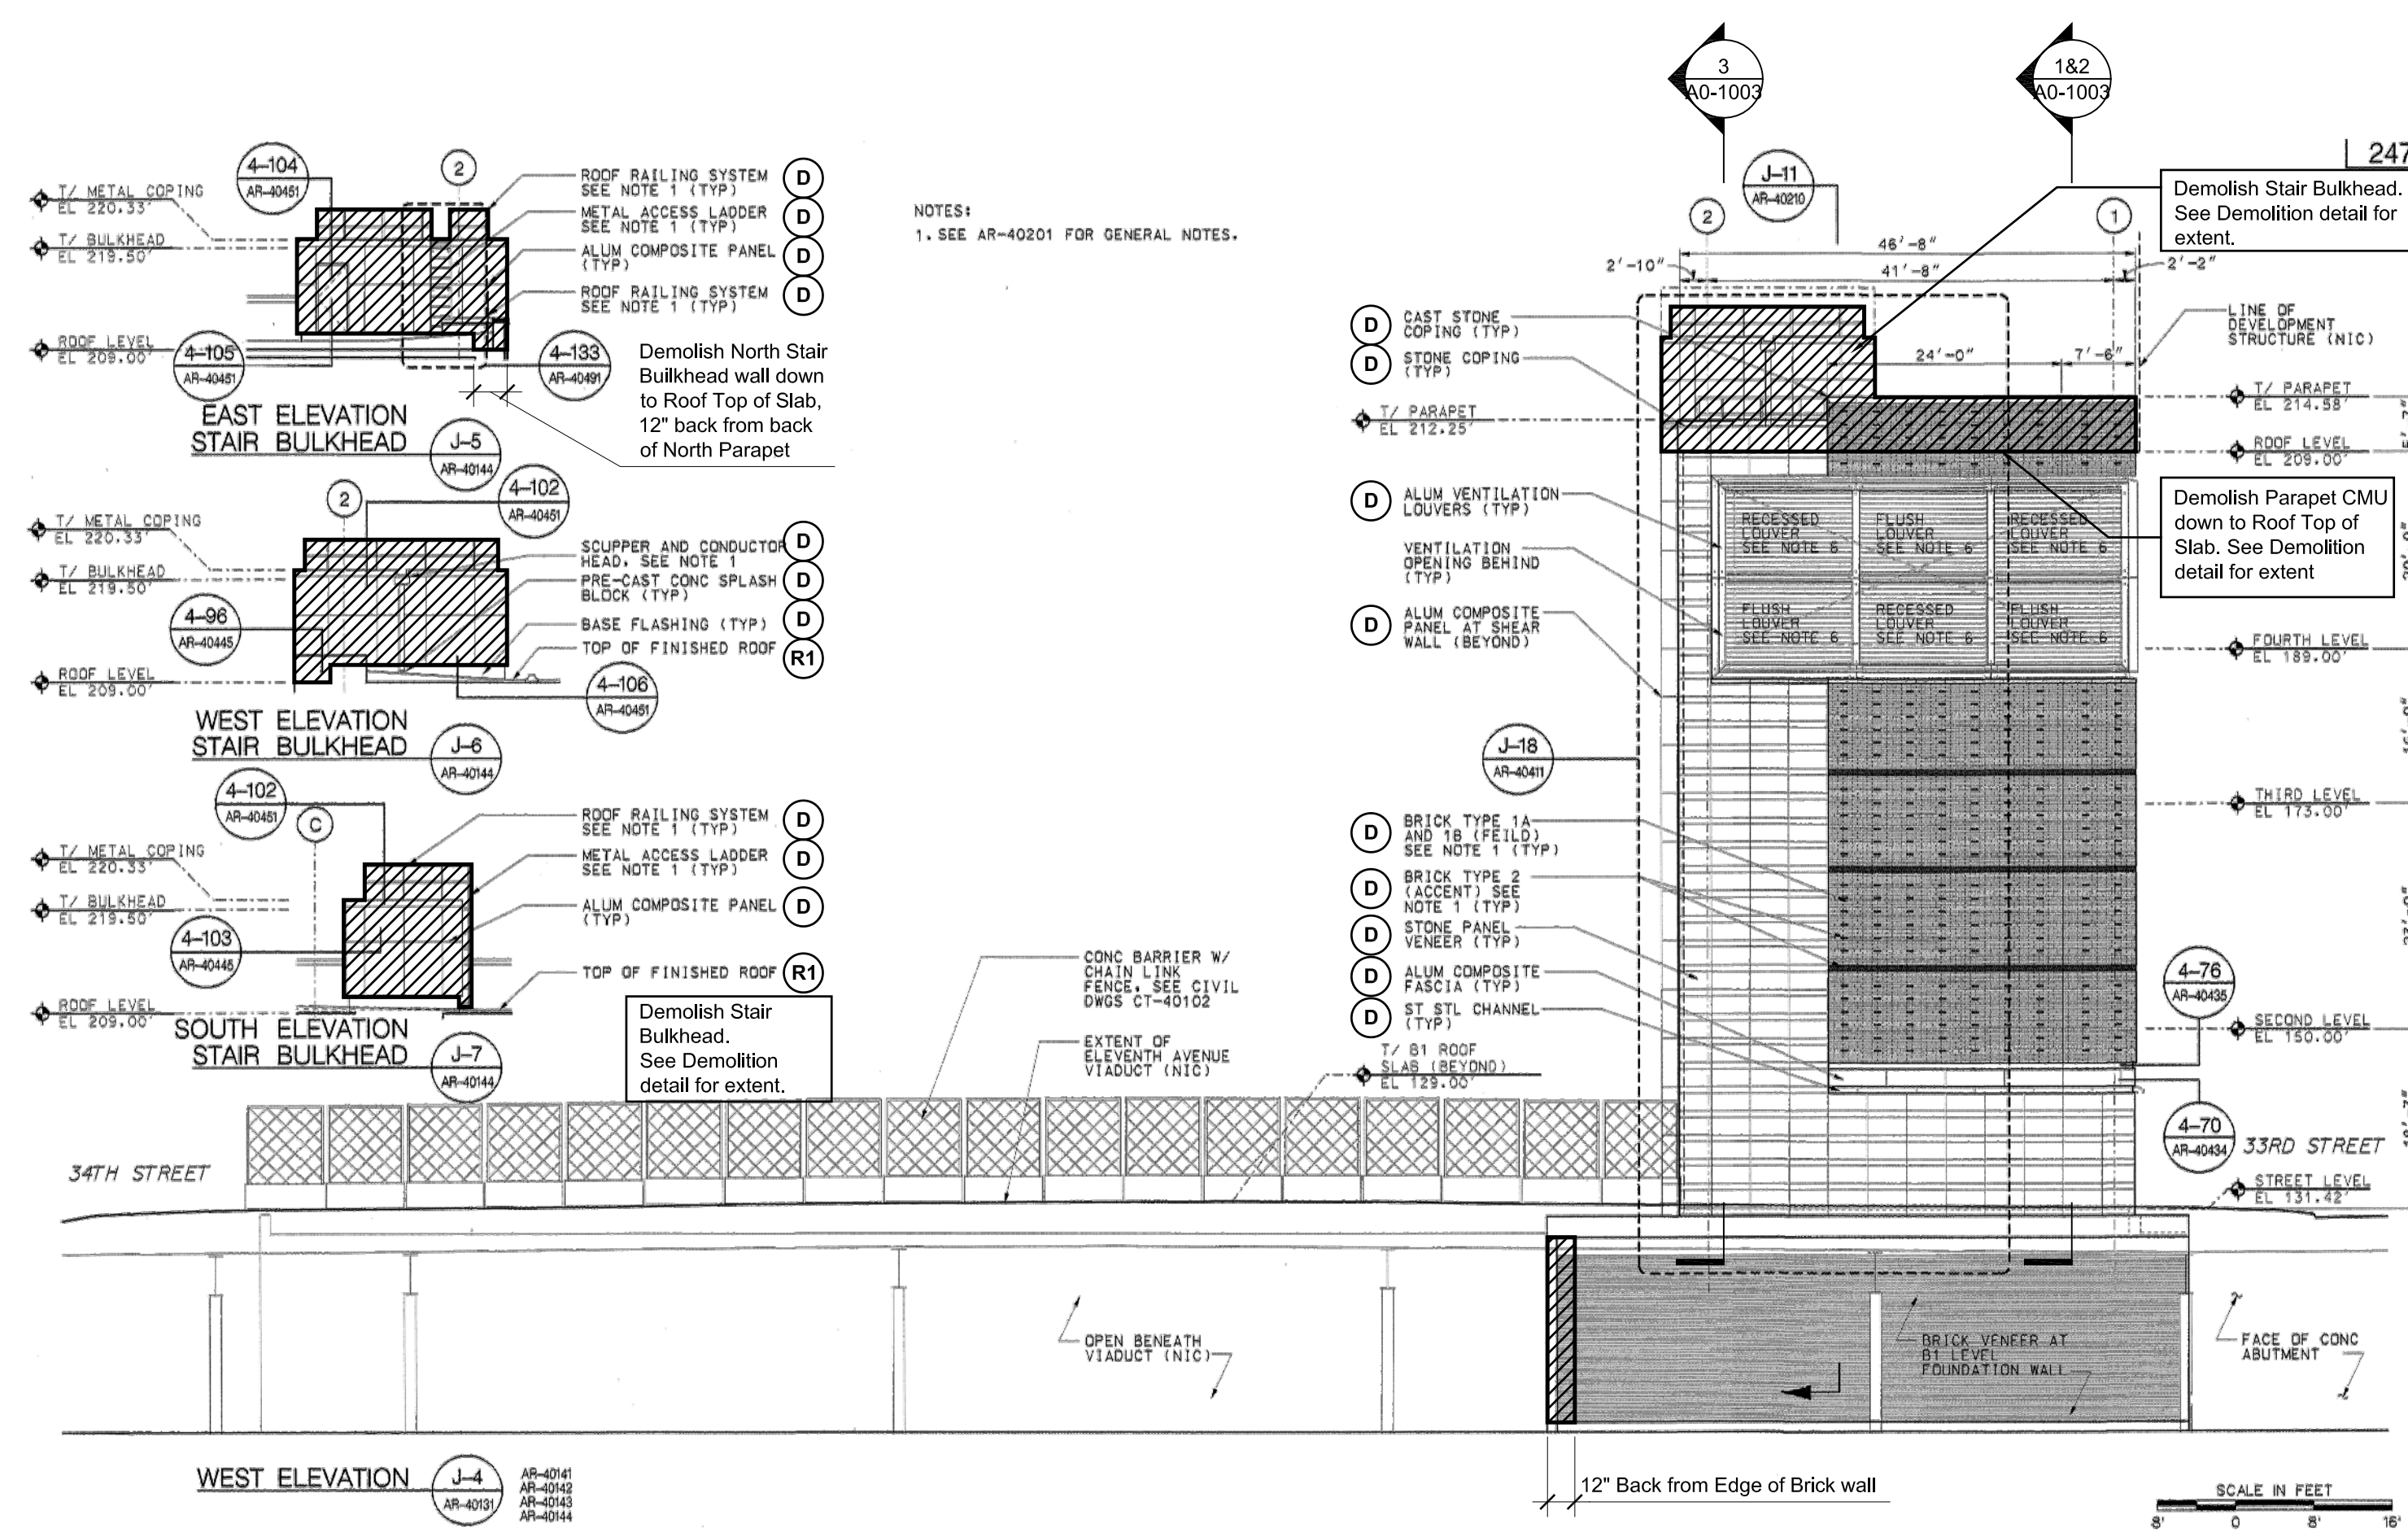 3
A0-1003
1&2
A0-1003
247
4-104
AR-40451
2
T/ METAL COPING
EL 220.33'
T/ BULKHEAD
EL 219.50'
ROOF LEVEL
EL 209.00'
ROOF RAILING SYSTEM
SEE NOTE 1 (TYP)
D
METAL ACCESS LADDER
SEE NOTE 1 (TYP)
D
ALUM COMPOSITE PANEL
(TYP)
D
ROOF RAILING SYSTEM
SEE NOTE 1 (TYP)
D
4-105
AR-40451
4-133
AR-40491
Demolish North Stair
Builkhead wall down
to Roof Top of Slab,
12" back from back
of North Parapet
EAST ELEVATION
STAIR BULKHEAD
J-5
AR-40144
NOTES:
1. SEE AR-40201 FOR GENERAL NOTES.
2
4-102
AR-40451
T/ METAL COPING
EL 220.33'
T/ BULKHEAD
EL 219.50'
4-96
AR-40445
ROOF LEVEL
EL 209.00'
SCUPPER AND CONDUCTOR
HEAD. SEE NOTE 1
D
PRE-CAST CONC SPLASH
BLOCK (TYP)
D
BASE FLASHING (TYP)
D
TOP OF FINISHED ROOF
R1
4-106
AR-40451
WEST ELEVATION
STAIR BULKHEAD
J-6
AR-40144
4-102
AR-40451
C
T/ METAL COPING
EL 220.33'
T/ BULKHEAD
EL 219.50'
4-103
AR-40445
ROOF LEVEL
EL 209.00'
ROOF RAILING SYSTEM
SEE NOTE 1 (TYP)
D
METAL ACCESS LADDER
SEE NOTE 1 (TYP)
D
ALUM COMPOSITE PANEL
(TYP)
D
TOP OF FINISHED ROOF
R1
SOUTH ELEVATION
STAIR BULKHEAD
J-7
AR-40144
Demolish Stair
Bulkhead.
See Demolition
detail for extent.
CONC BARRIER W/
CHAIN LINK
FENCE. SEE CIVIL
DWGS CT-40102
EXTENT OF
ELEVENTH AVENUE
VIADUCT (NIC)
J-11
AR-40210
2
1
46'-8"
2'-10"
41'-8"
2'-2"
24'-0"
7'-6"
Demolish Stair Bulkhead.
See Demolition detail for
extent.
LINE OF
DEVELOPMENT
STRUCTURE (NIC)
D
CAST STONE
COPING (TYP)
D
STONE COPING
(TYP)
T/ PARAPET
EL 212.25'
D
ALUM VENTILATION
LOUVERS (TYP)
VENTILATION
OPENING BEHIND
(TYP)
D
ALUM COMPOSITE
PANEL AT SHEAR
WALL (BEYOND)
J-18
AR-40411
D
BRICK TYPE 1A
AND 1B (FEILD)
SEE NOTE 1 (TYP)
D
BRICK TYPE 2
(ACCENT) SEE
NOTE 1 (TYP)
D
STONE PANEL
VENEER (TYP)
D
ALUM COMPOSITE
FASCIA (TYP)
D
ST STL CHANNEL
(TYP)
T/ B1 ROOF
SLAB (BEYOND)
EL 129.00'
RECESSED
LOUVER
SEE NOTE 6
FLUSH
LOUVER
SEE NOTE 6
RECESSED
LOUVER
SEE NOTE 6
FLUSH
LOUVER
SEE NOTE 6
RECESSED
LOUVER
SEE NOTE 6
FLUSH
LOUVER
SEE NOTE 6
T/ PARAPET
EL 214.58'
5'-7"
ROOF LEVEL
EL 209.00'
Demolish Parapet CMU
down to Roof Top of
Slab. See Demolition
detail for extent
20'-0"
FOURTH LEVEL
EL 189.00'
16'-0"
THIRD LEVEL
EL 173.00'
23'-0"
4-76
AR-40435
SECOND LEVEL
EL 150.00'
18'-7"
4-70
AR-40434
33RD STREET
STREET LEVEL
EL 131.42'
34TH STREET
OPEN BENEATH
VIADUCT (NIC)
BRICK VENEER AT
B1 LEVEL
FOUNDATION WALL
FACE OF CONC
ABUTMENT
WEST ELEVATION
J-4
AR-40131
AR-40141
AR-40142
AR-40143
AR-40144
12" Back from Edge of Brick wall
SCALE IN FEET
8' 0 8' 16'